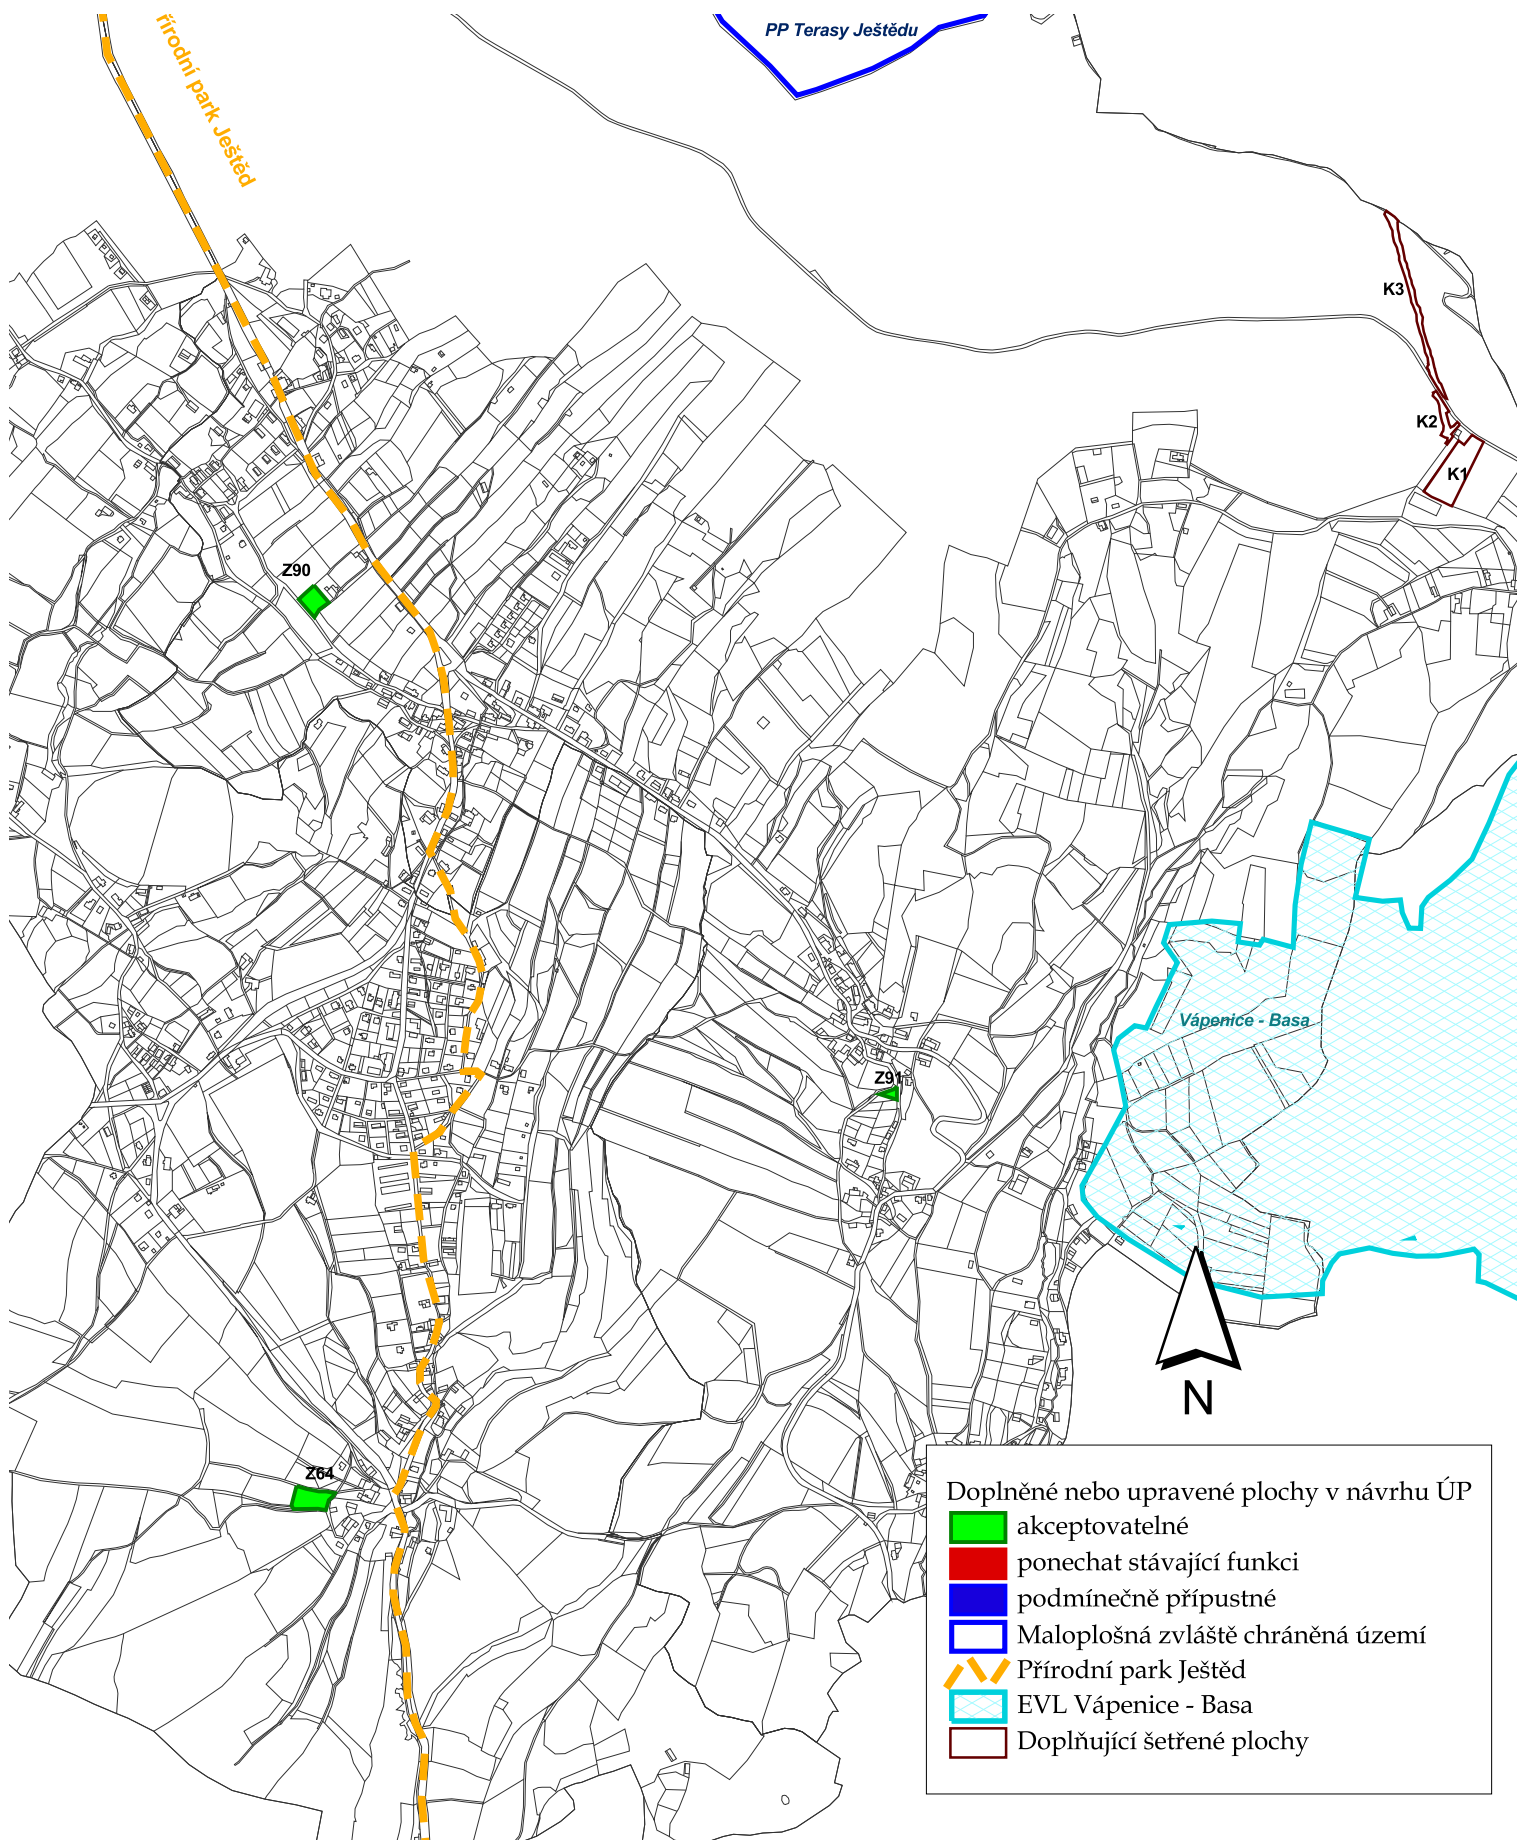 PP Terasy Ještědu
řírodní park Ještěd
K3
K2
K1
Z90
Vápenice - Basa
Z91
N
Z64
Doplněné nebo upravené plochy v návrhu ÚP
akceptovatelné
ponechat stávající funkci
podmínečně přípustné
Maloplošná zvláště chráněná území
Přírodní park Ještěd
EVL Vápenice - Basa
Doplňující šetřené plochy